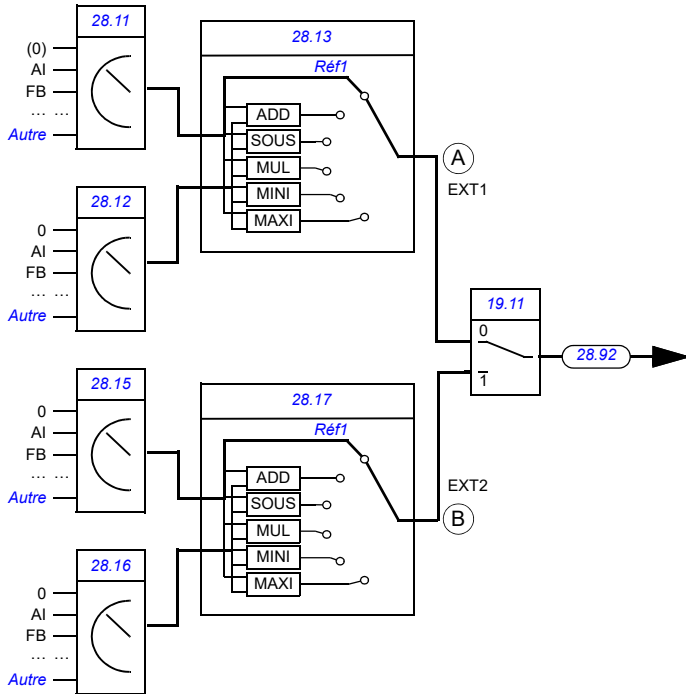 28.11
(0)
AI
FB
… …
Autre
28.13
Réf1
ADD
SOUS
MUL
MINI
MAXI
A
EXT1
28.12
0
AI
FB
… …
Autre
19.11
0
1
28.92
28.15
0
AI
FB
… …
Autre
28.17
Réf1
ADD
SOUS
MUL
MINI
MAXI
EXT2
B
28.16
0
AI
FB
… …
Autre